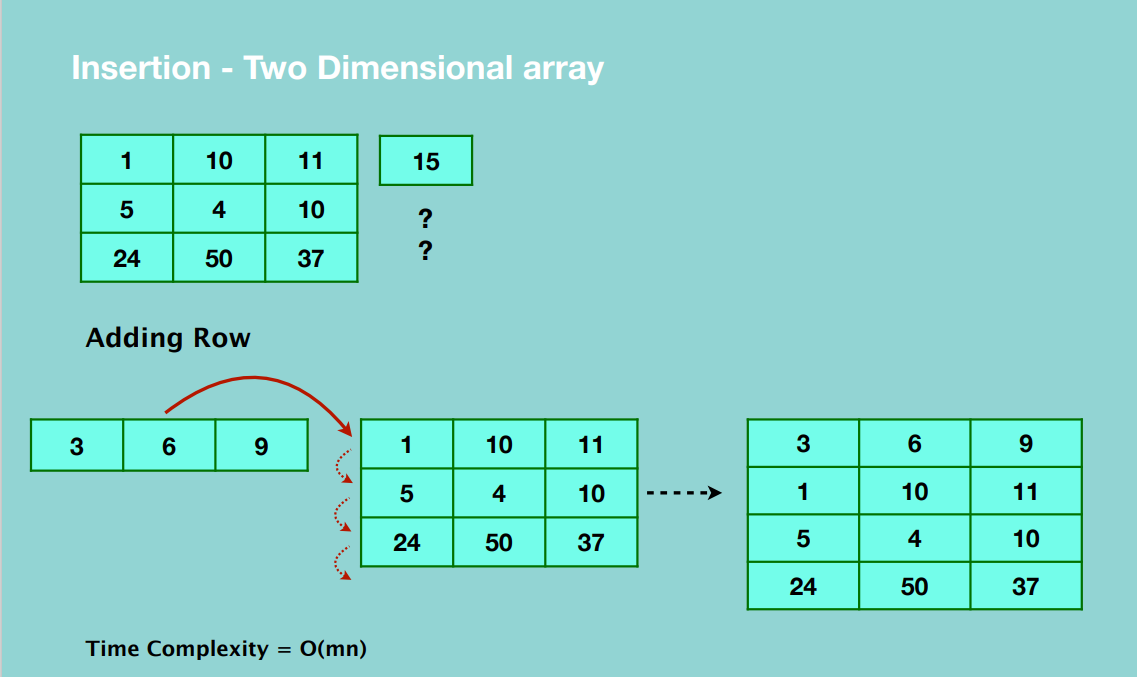 Insertion - Two Dimensional array
1 10 11 15
5 4 10 ?
?
24 50 37
Adding Row
3 6 9
1 10 11
5 4 10
24 50 37
3 6 9
1 10 11
5 4 10
24 50 37
Time Complexity = O(mn)